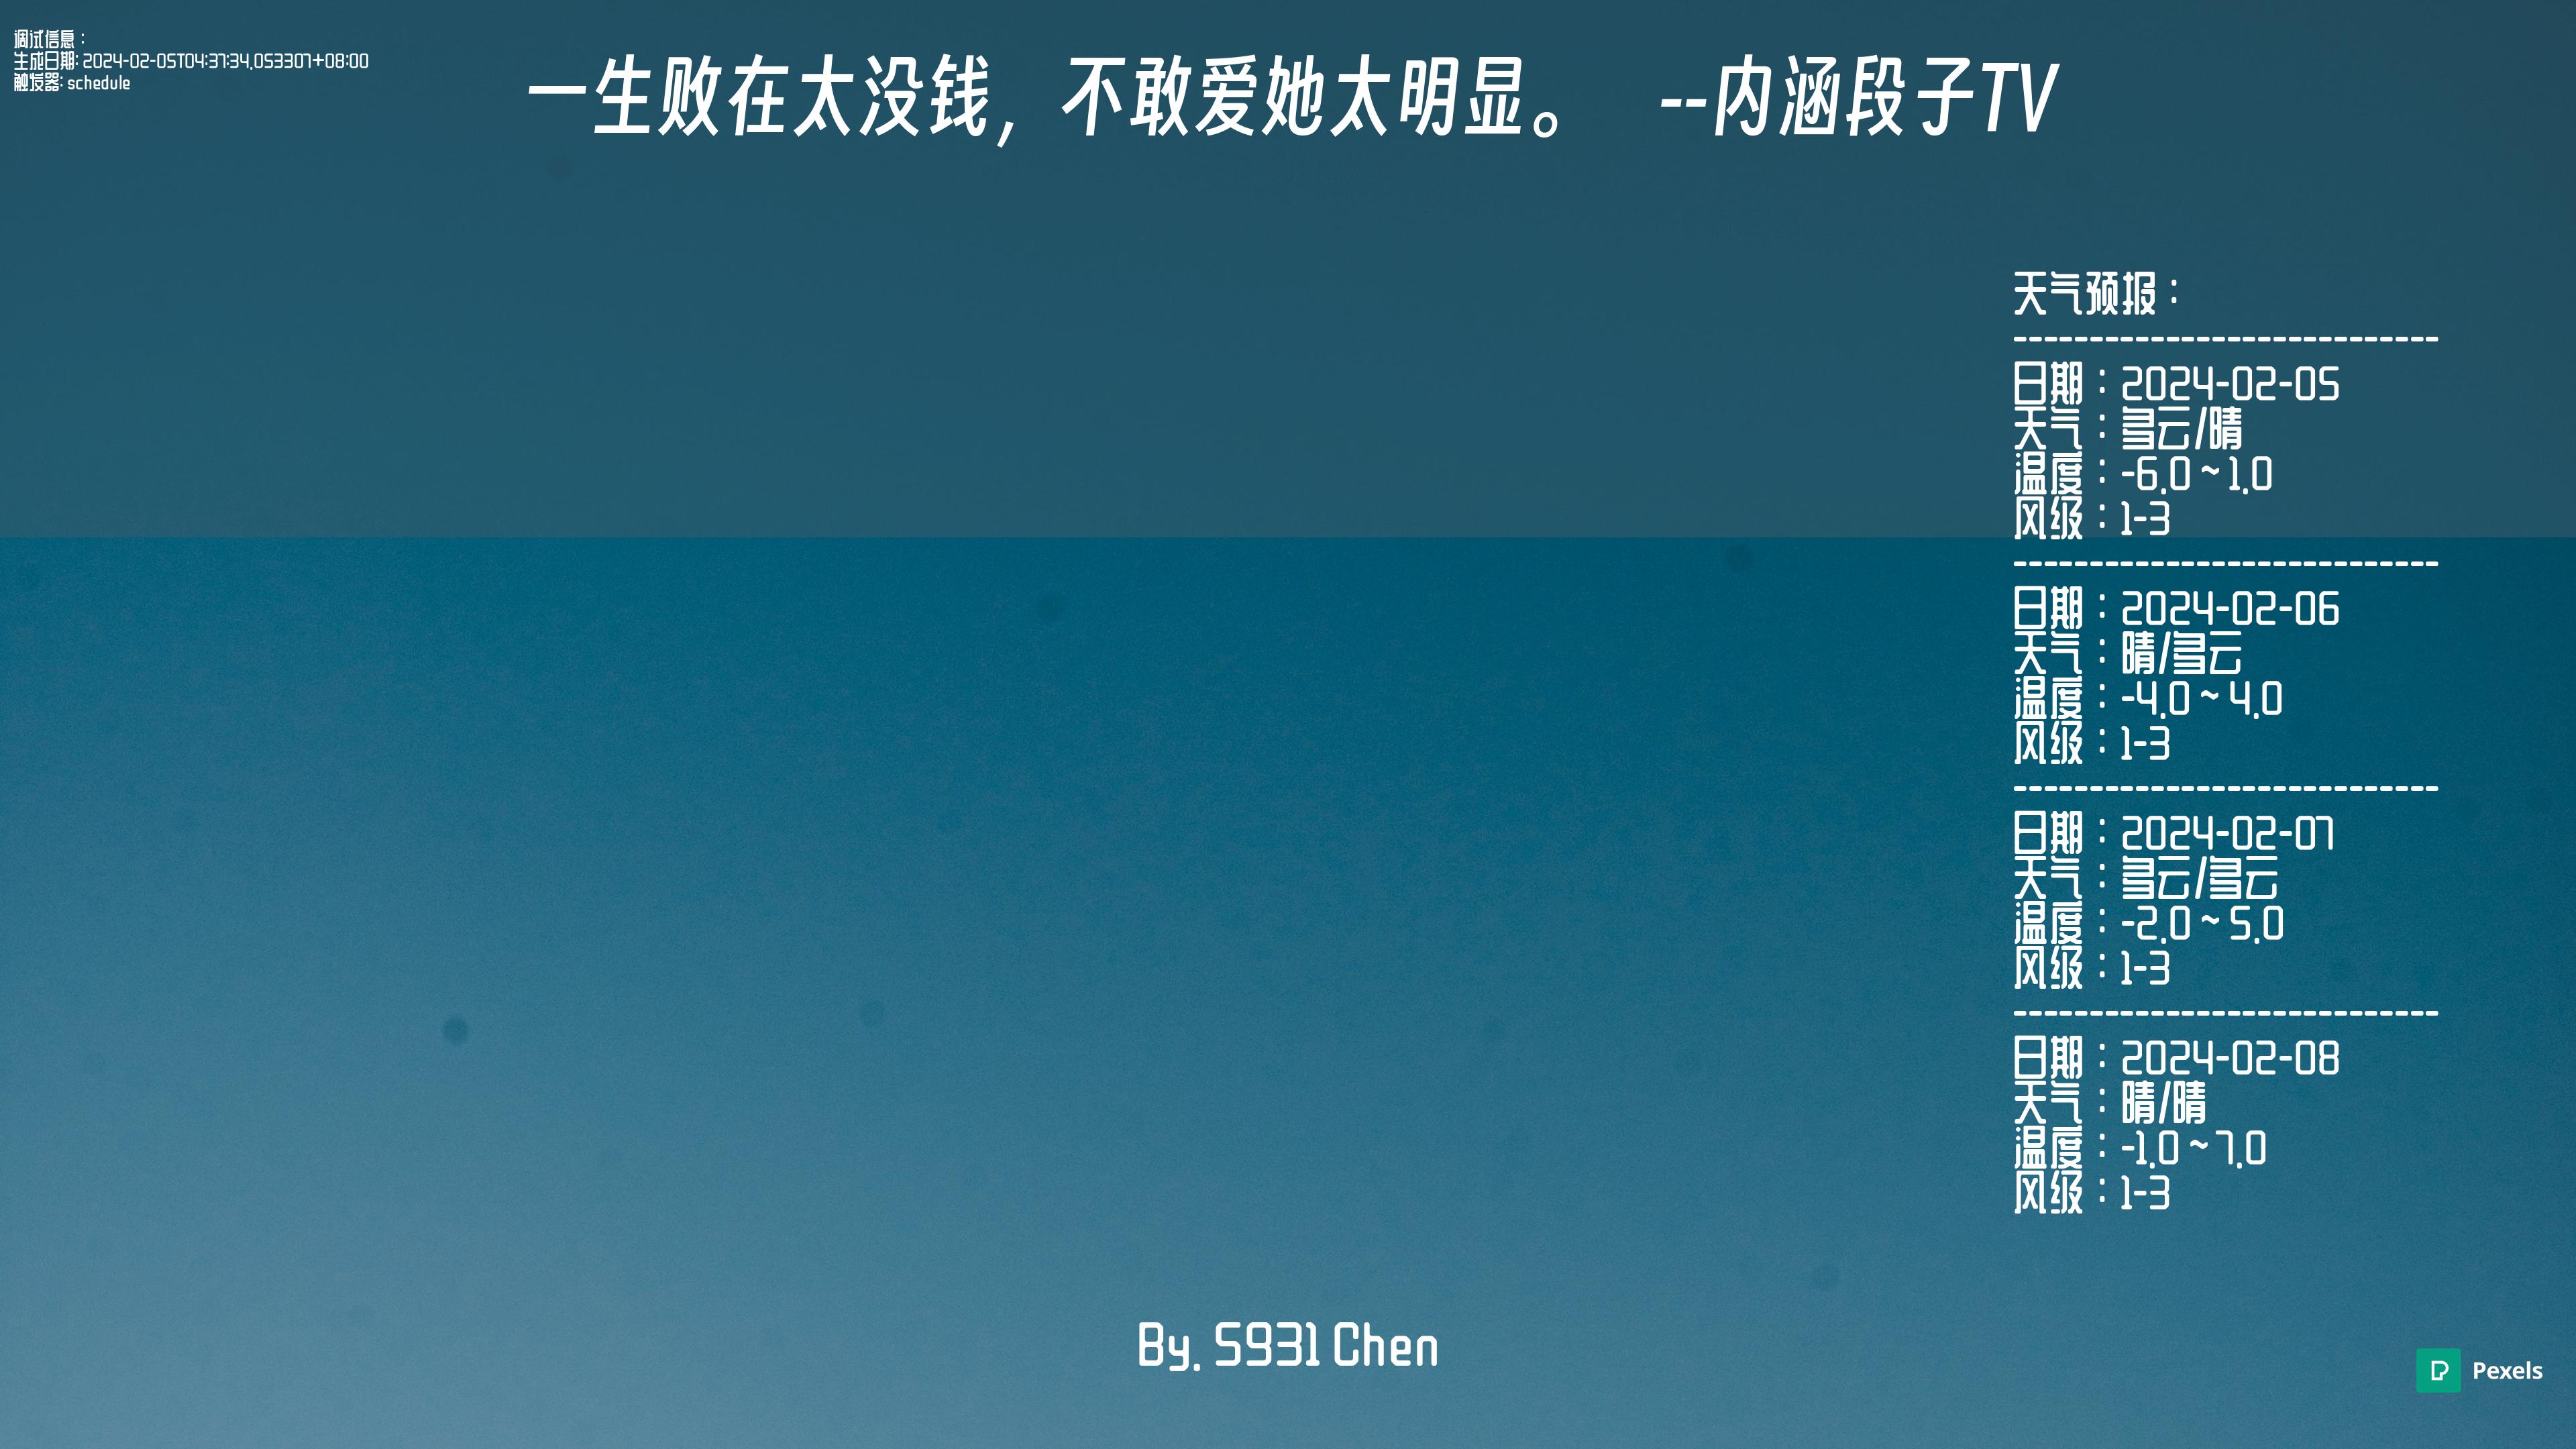 调试信息：
生成日期: 2024-02-05T04:37:34.053307+08:00
触发器: schedule
一生败在太没钱，不敢爱她太明显。 --内涵段子TV
天气预报：
----------------------------
日期：2024-02-05
天气：多云/晴
温度：-6.0 ~ 1.0
风级：1-3
----------------------------
日期：2024-02-06
天气：晴/多云
温度：-4.0 ~ 4.0
风级：1-3
----------------------------
日期：2024-02-07
天气：多云/多云
温度：-2.0 ~ 5.0
风级：1-3
----------------------------
日期：2024-02-08
天气：晴/晴
温度：-1.0 ~ 7.0
风级：1-3
By. S931 Chen
Pexels